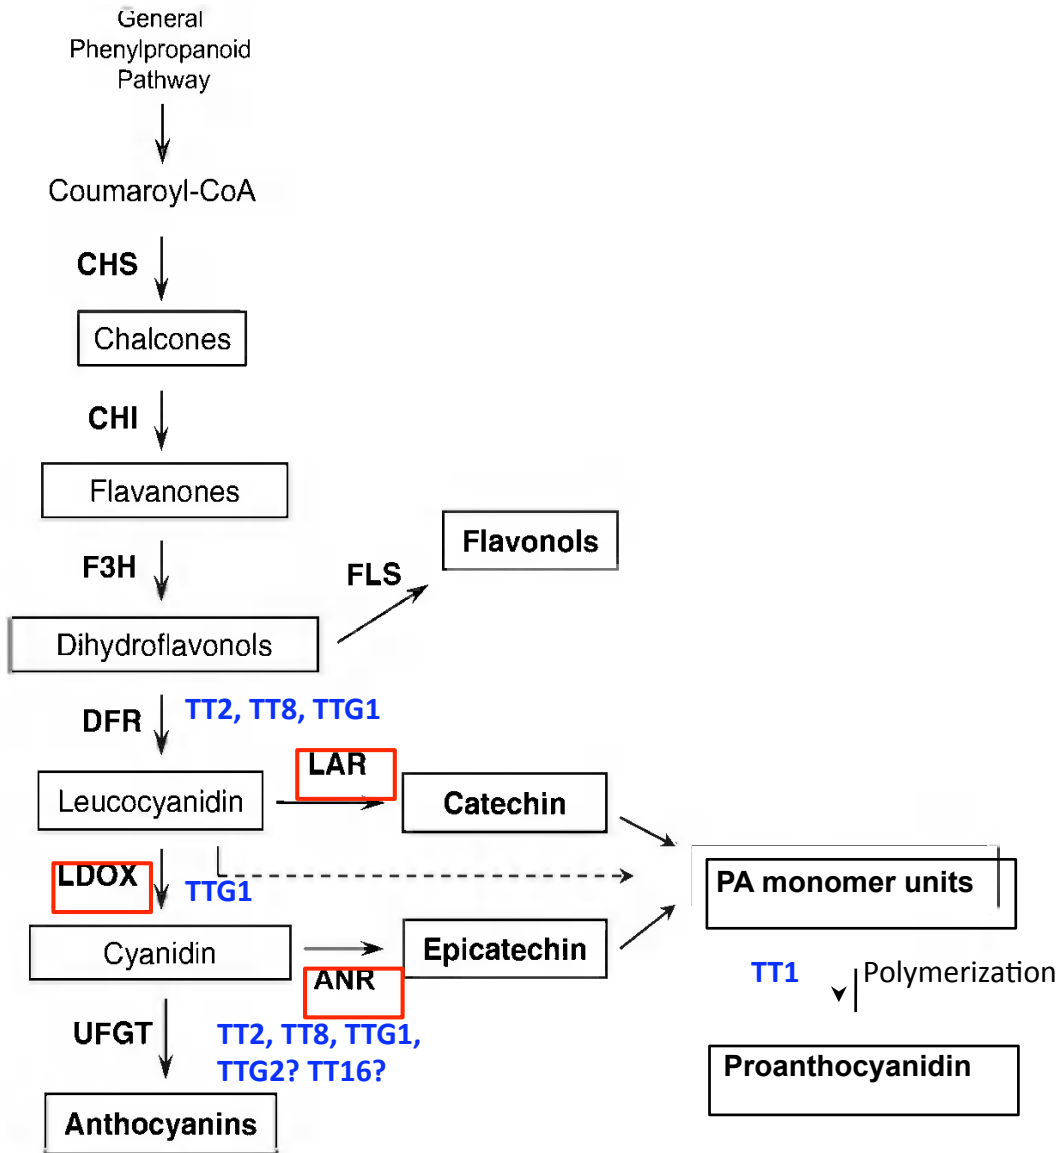 General
Phenylpropanoid
Pathway
Coumaroyl-CoA
CHS
Chalcones
CHI
Flavanones
Flavonols
F3H
FLS
Dihydroflavonols
DFR
TT2, TT8, TTG1
LAR
Leucocyanidin
Catechin
LDOX
TTG1
PA monomer units
Cyanidin
Epicatechin
ANR
TT1
Polymerization
UFGT
TT2, TT8, TTG1,
TTG2? TT16?
Proanthocyanidin
Anthocyanins